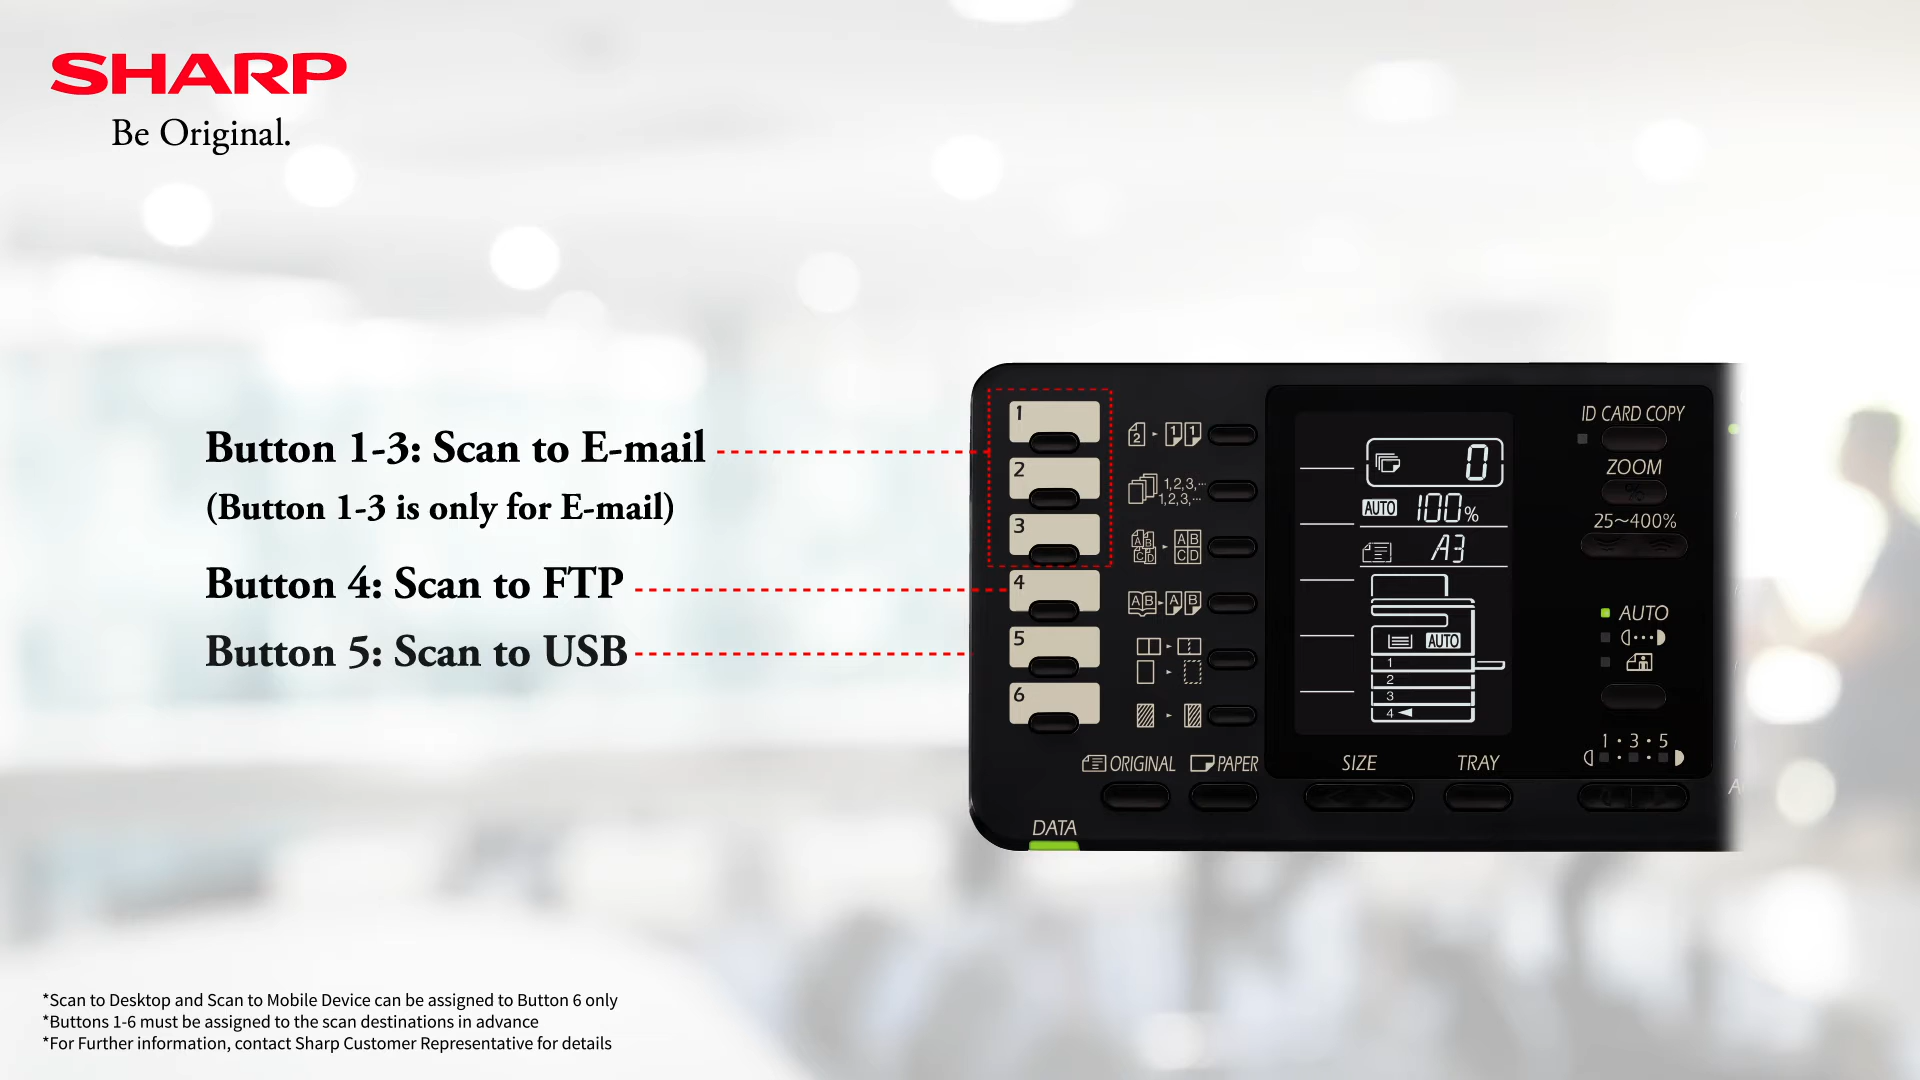 SHARP
Be Original.
Button 1-3: Scan to E-mail
(Button 1-3 is only for E-mail)
Button 4: Scan to FTP
Button 5: Scan to USB
1
2
3
4
5
6
2 1 1
1,2,3,···
1,2,3,···
A B C D A B C D
A B A B
ORIGINAL
PAPER
DATA
0
AUTO 100%
A3
AUTO
1
2
3
4
SIZE
TRAY
ID CARD COPY
ZOOM
%
25~400%
AUTO
1 · 3 · 5
*Scan to Desktop and Scan to Mobile Device can be assigned to Button 6 only
*Buttons 1-6 must be assigned to the scan destinations in advance
*For Further information, contact Sharp Customer Representative for details